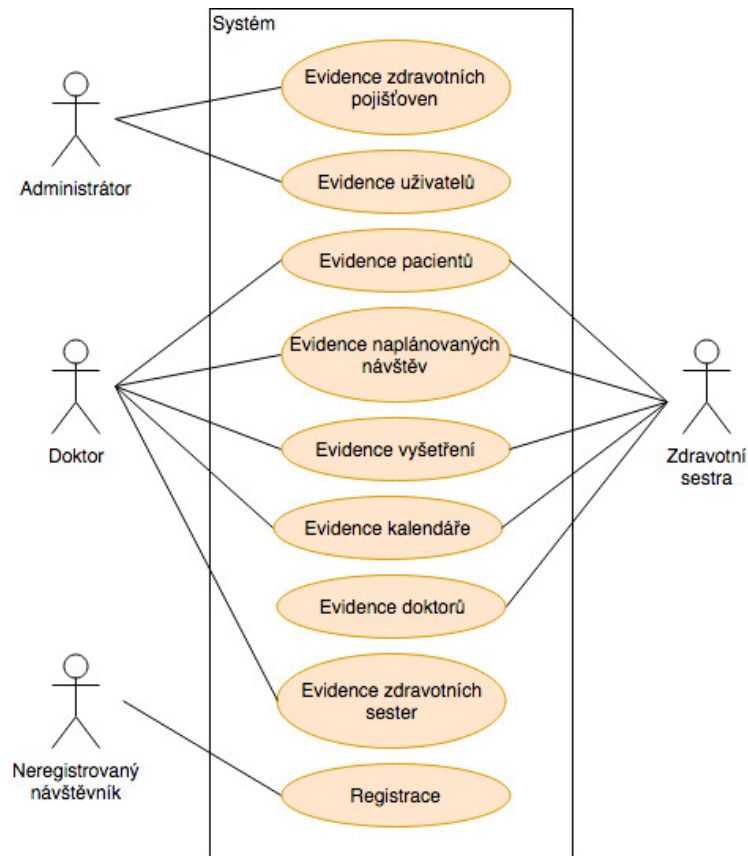 Systém
Evidence zdravotních
pojišťoven
Administrátor
Evidence uživatelů
Evidence pacientů
Evidence naplánovaných
návštěv
Doktor
Evidence vyšetření
Zdravotní
sestra
Evidence kalendáře
Evidence doktorů
Evidence zdravotních
sester
Neregistrovaný
návštěvník
Registrace